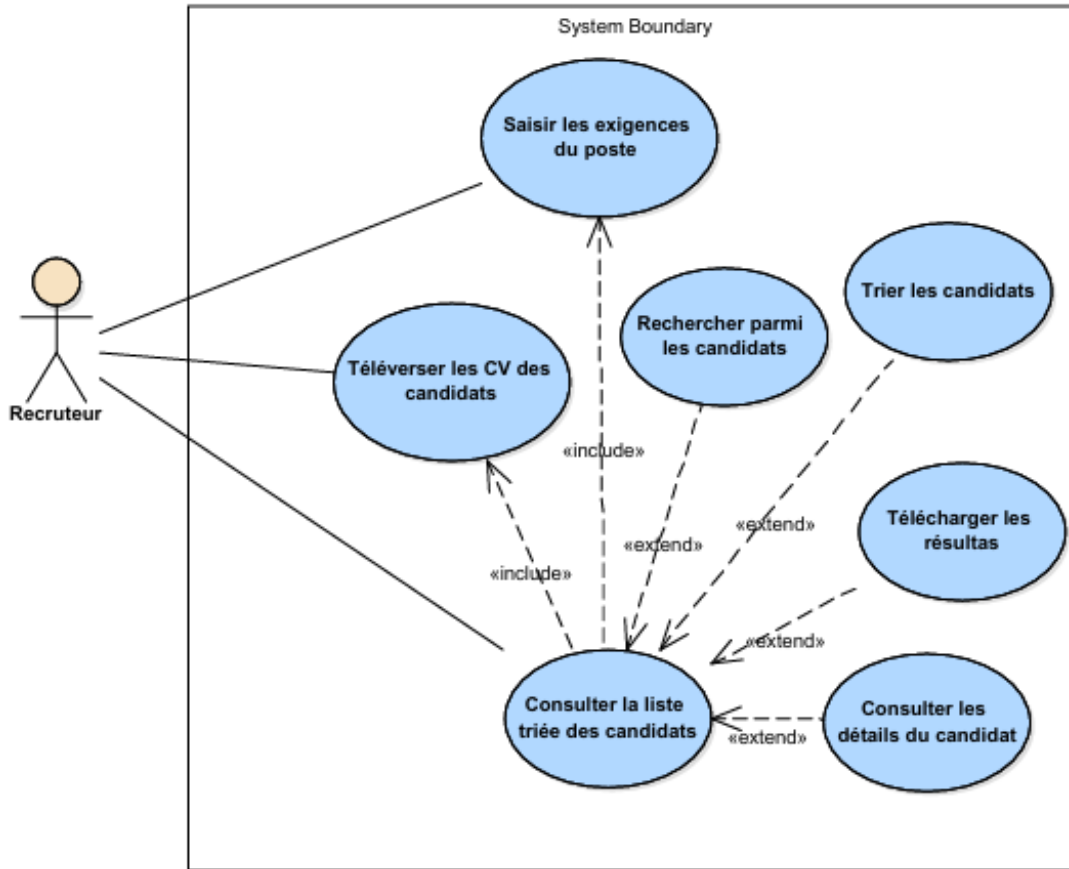 System Boundary
Saisir les exigences
du poste
Trier les candidats
Rechercher parmi
les candidats
Téléverser les CV des
candidats
Recruteur
«include»
«extend»
«extend»
Télécharger les
résultas
«include»
«extend»
Consulter la liste
triée des candidats
«extend»
Consulter les
détails du candidat